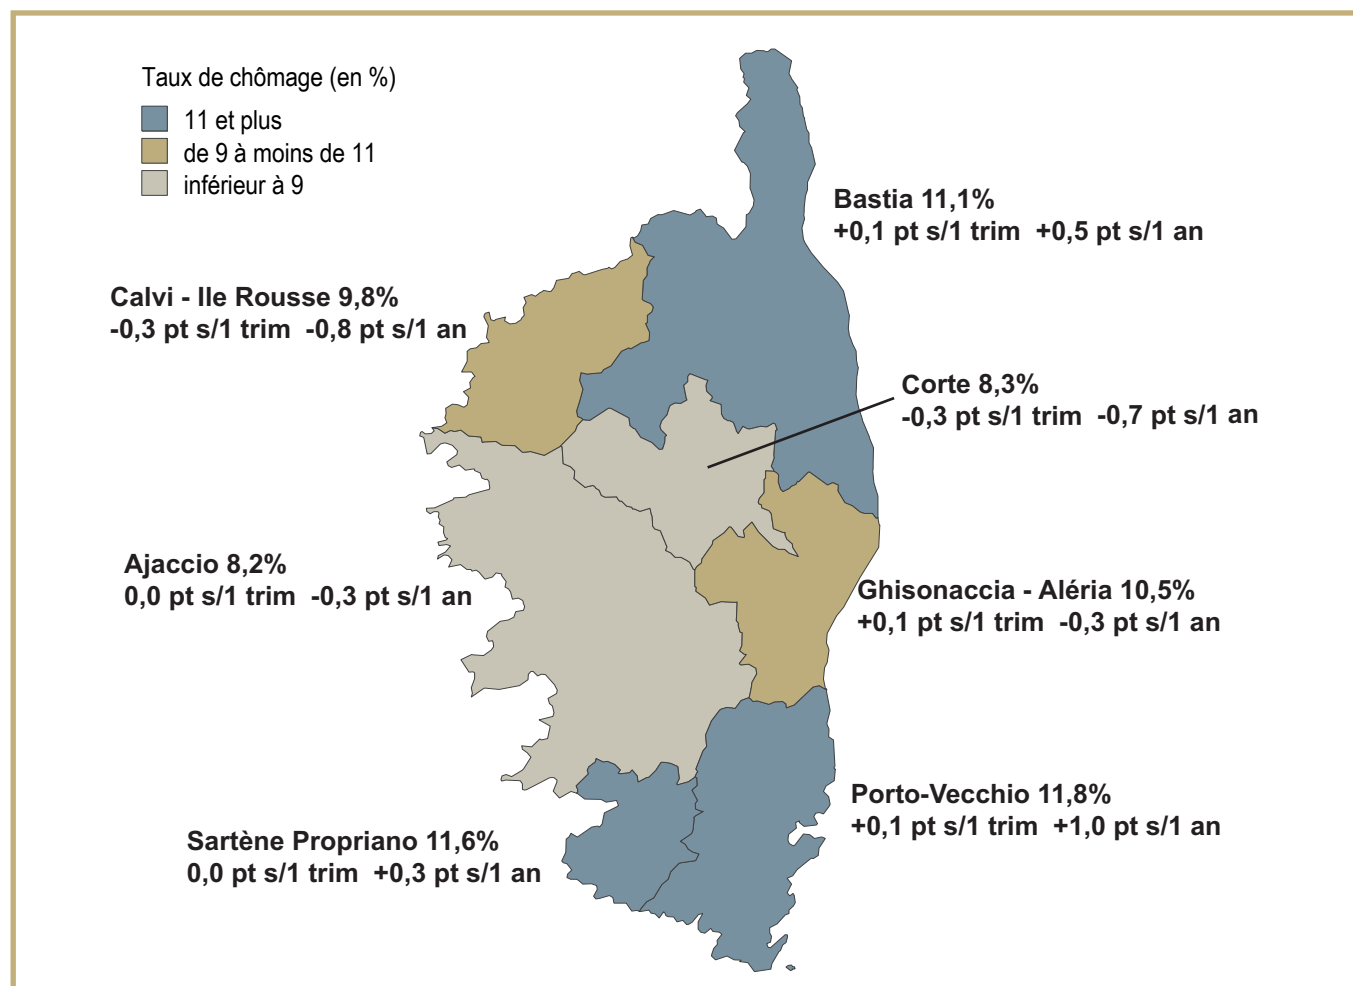 Taux de chômage (en %)
11 et plus
de 9 à moins de 11
inférieur à 9
Bastia 11,1%
+0,1 pt s/1 trim +0,5 pt s/1 an
Calvi - Ile Rousse 9,8%
-0,3 pt s/1 trim -0,8 pt s/1 an
Corte 8,3%
-0,3 pt s/1 trim -0,7 pt s/1 an
Ajaccio 8,2%
0,0 pt s/1 trim -0,3 pt s/1 an
Ghisonaccia - Aléria 10,5%
+0,1 pt s/1 trim -0,3 pt s/1 an
Porto-Vecchio 11,8%
+0,1 pt s/1 trim +1,0 pt s/1 an
Sartène Propriano 11,6%
0,0 pt s/1 trim +0,3 pt s/1 an